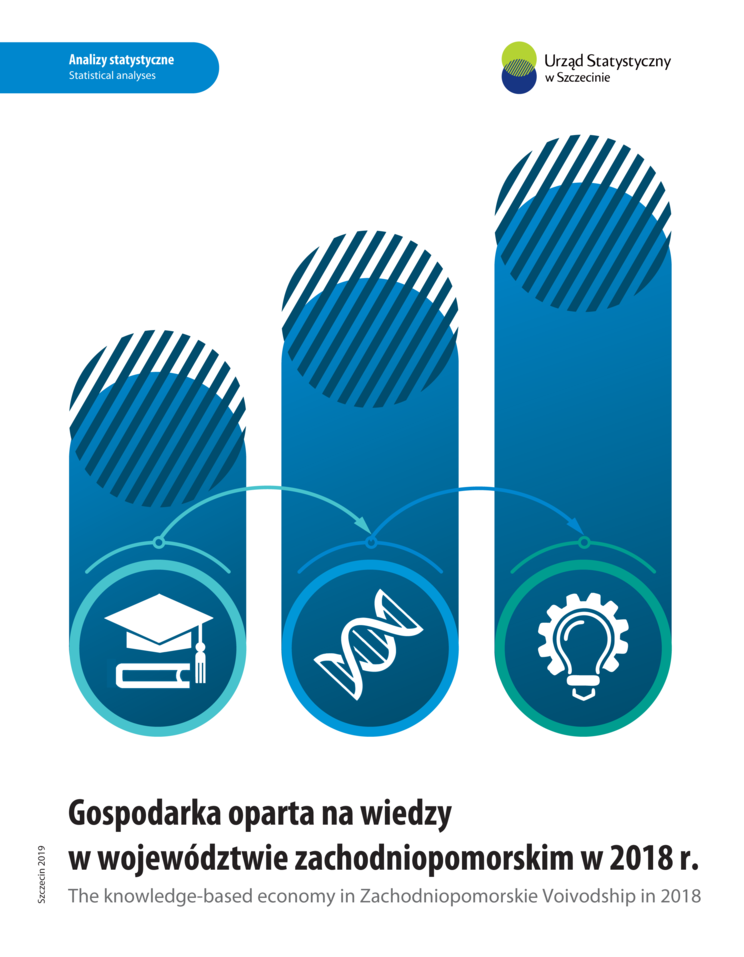 Analizy statystyczne
Statistical analyses
Urząd Statystyczny
w Szczecinie
Gospodarka oparta na wiedzy
w województwie zachodniopomorskim w 2018 r.
The knowledge-based economy in Zachodniopomorskie Voivodship in 2018
Szczecin 2019